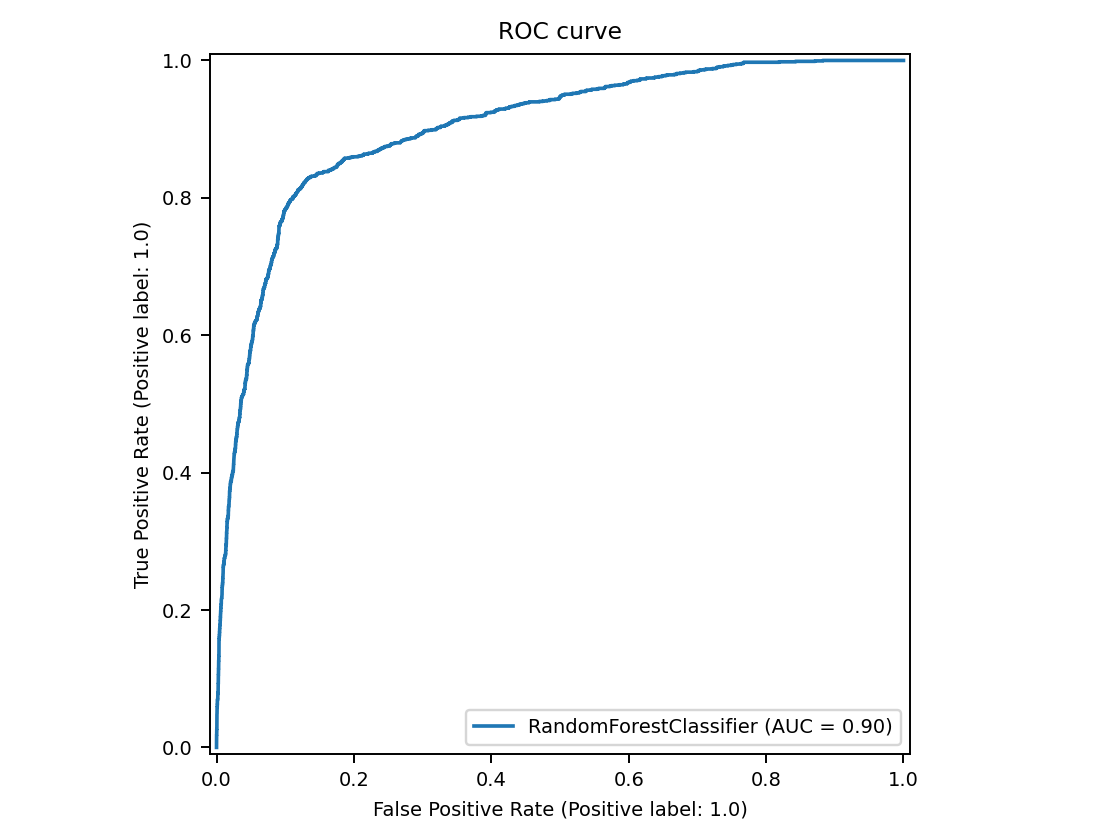 ROC curve
True Positive Rate (Positive label: 1.0)
1.0
0.8
0.6
0.4
0.2
0.0
RandomForestClassifier (AUC = 0.90)
0.0 0.2 0.4 0.6 0.8 1.0
False Positive Rate (Positive label: 1.0)